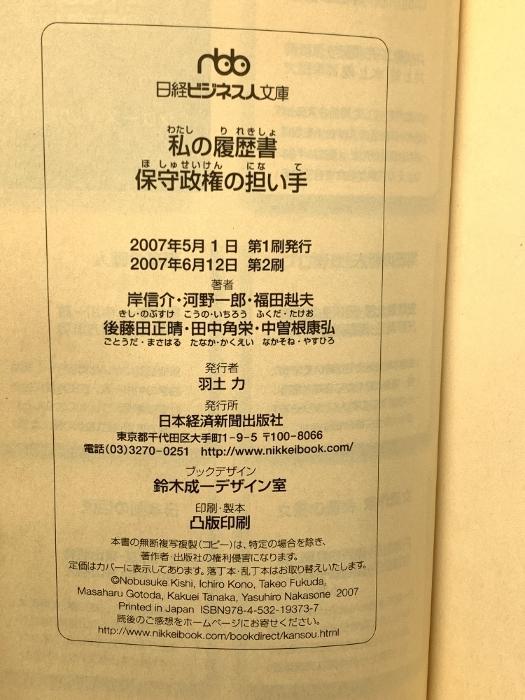 nbb
日経ビジネス人文庫
わたし り れきしょ
私の履歴書
ほ しゅせいけん にな て
保守政権の担い手
2007年5月1日 第1刷発行
2007年6月12日 第2刷
著者
岸信介・河野一郎・福田赳夫
きし・のぶすけ こうの・いちろう ふくだ・たけお
後藤田正晴・田中角栄・中曽根康弘
ごとうだ・まさはる たなか・かくえい なかそね・やすひろ
発行者
羽土 力
発行所
日本経済新聞出版社
東京都千代田区大手町1-9-5 〒100-8066
電話(03)3270-0251 http://www.nikkeibook.com/
ブックデザイン
鈴木成一デザイン室
印刷・製本
凸版印刷
本書の無断複写複製(コピー)は、特定の場合を除き、
著作者・出版社の権利侵害になります。
定価はカバーに表示してあります。落丁本・乱丁本はお取替えいたします。
©Nobusuke Kishi, Ichiro Kono, Takeo Fukuda,
Masaharu Gotoda, Kakuei Tanaka, Yasuhiro Nakasone 2007
Printed in Japan ISBN978-4-532-19373-7
読後のご感想をホームページにお寄せください。
http://www.nikkeibook.com/bookdirect/kansou.html